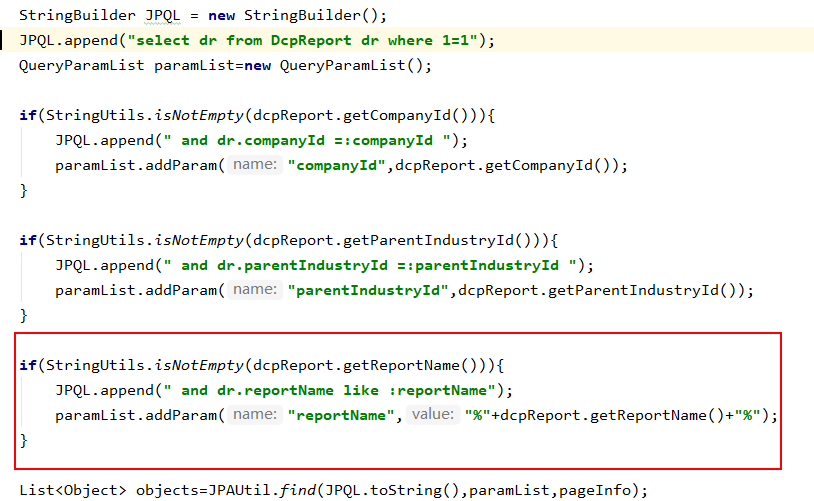 StringBuilder JPQL = new StringBuilder();
JPQL.append("select dr from DcpReport dr where 1=1");
QueryParamList paramList=new QueryParamList();
if(StringUtils.isNotEmpty(dcpReport.getCompanyId())){
JPQL.append(" and dr.companyId =:companyId ");
paramList.addParam( name: "companyId",dcpReport.getCompanyId());
}
if(StringUtils.isNotEmpty(dcpReport.getParentIndustryId())){
JPQL.append(" and dr.parentIndustryId =:parentIndustryId ");
paramList.addParam( name: "parentIndustryId",dcpReport.getParentIndustryId());
}
if(StringUtils.isNotEmpty(dcpReport.getReportName())){
JPQL.append(" and dr.reportName like :reportName");
paramList.addParam( name: "reportName", value: "%"+dcpReport.getReportName()+"%");
}
List<Object> objects=JPAUtil.find(JPQL.toString(),paramList,pageInfo);